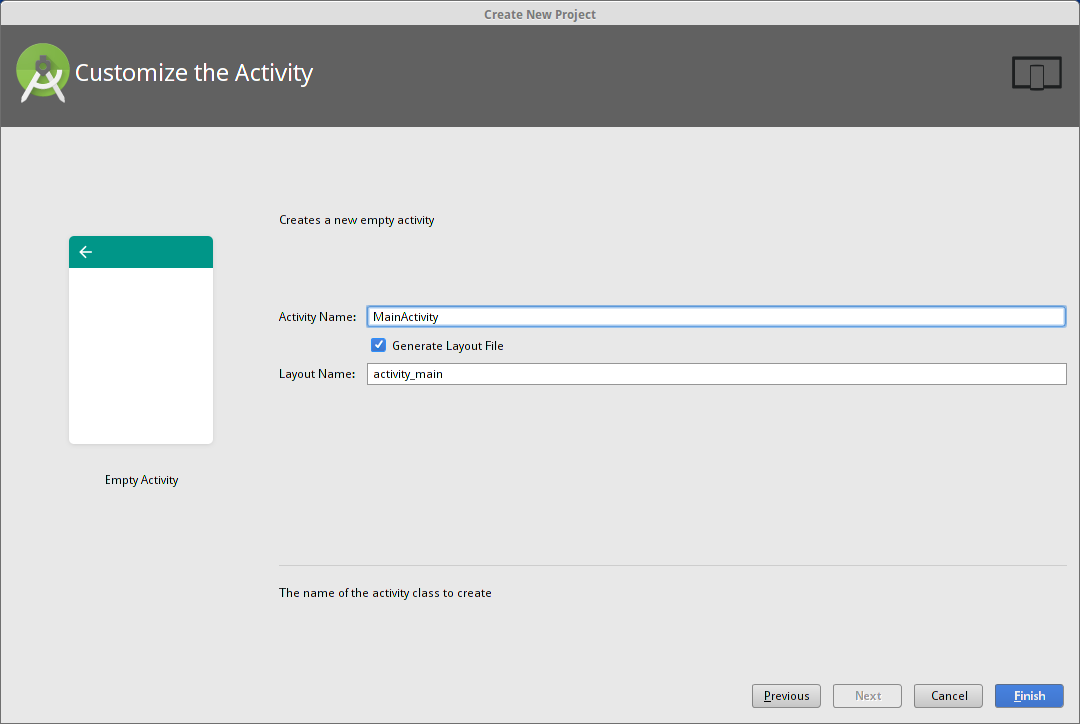 Create New Project
Customize the Activity
Creates a new empty activity
Activity Name: MainActivity
Generate Layout File
Layout Name: activity_main
Empty Activity
The name of the activity class to create
Previous Next Cancel Finish